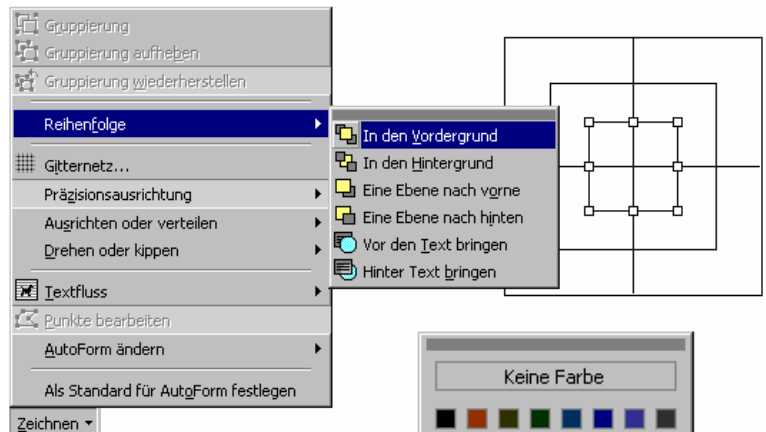 Gruppierung
Gruppierung aufheben
Gruppierung wiederherstellen
Reihenfolge
Gitternetz...
Präzisionsausrichtung
Ausrichten oder verteilen
Drehen oder kippen
Textfluss
Punkte bearbeiten
AutoForm ändern
Als Standard für AutoForm festlegen
Zeichnen
In den Vordergrund
In den Hintergrund
Eine Ebene nach vorne
Eine Ebene nach hinten
Vor den Text bringen
Hinter Text bringen
Keine Farbe